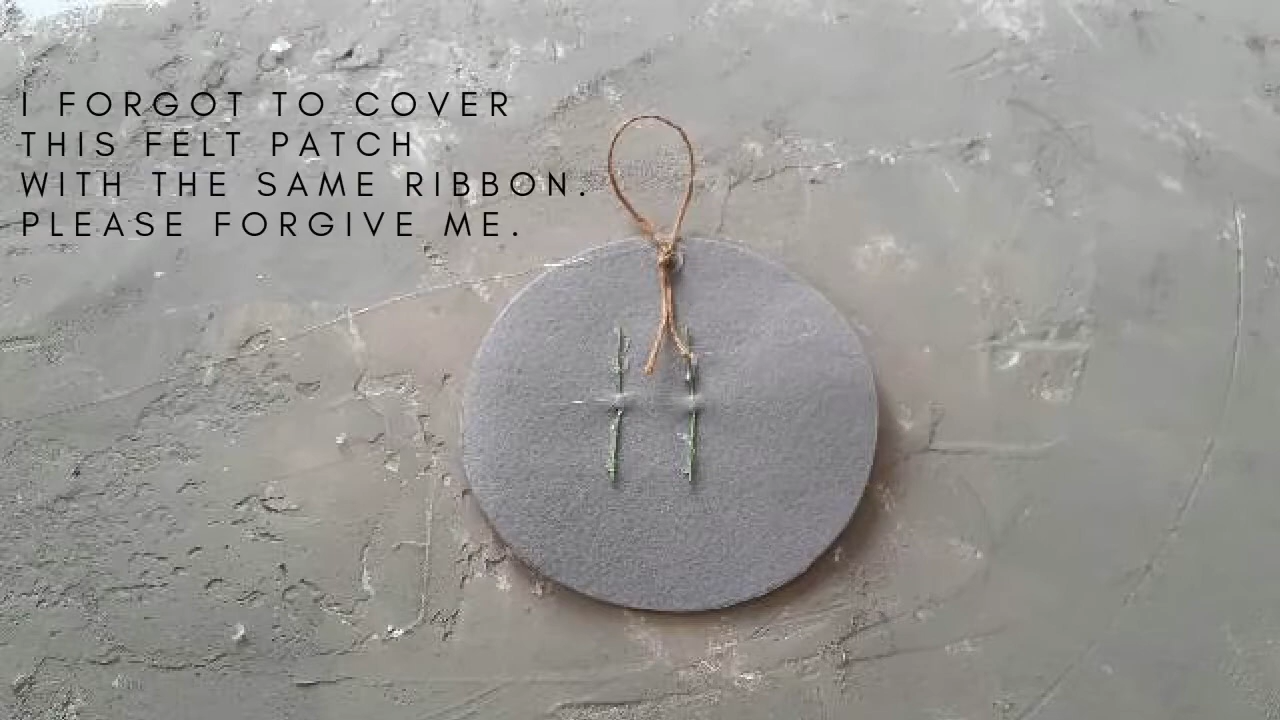 I FORGOT TO COVER
THIS FELT PATCH
WITH THE SAME RIBBON.
PLEASE FORGIVE ME.